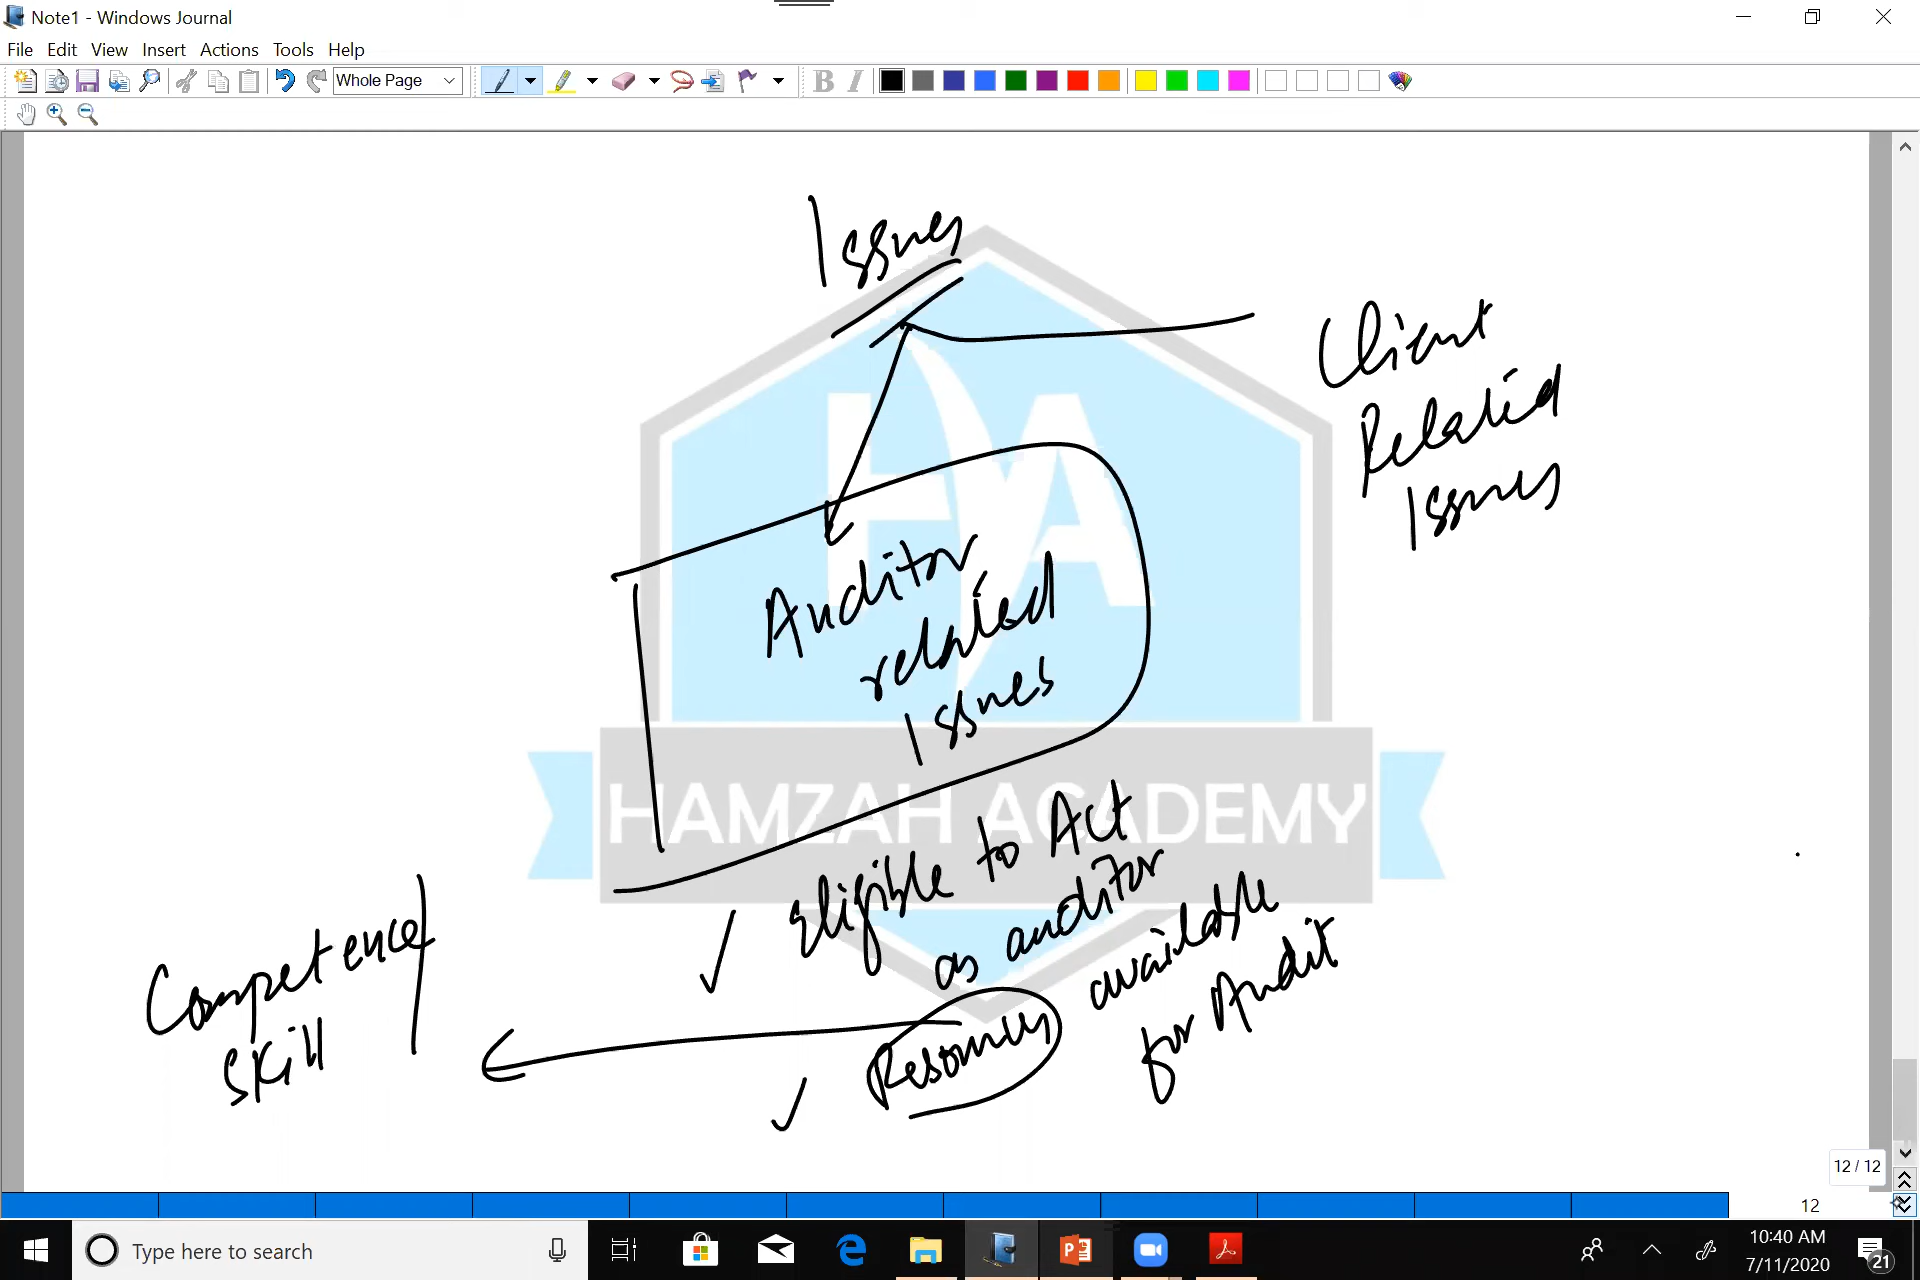 Note1 - Windows Journal
File Edit View Insert Actions Tools Help
Whole Page
B I
Issues
Client
Related
Issues
Auditor
related
Issues
HAMZAH ACADEMY
Eligible to Act
as auditor
Resources available
for Audit
Competence/
Skill
12 / 12
12
Type here to search
10:40 AM
7/11/2020
21